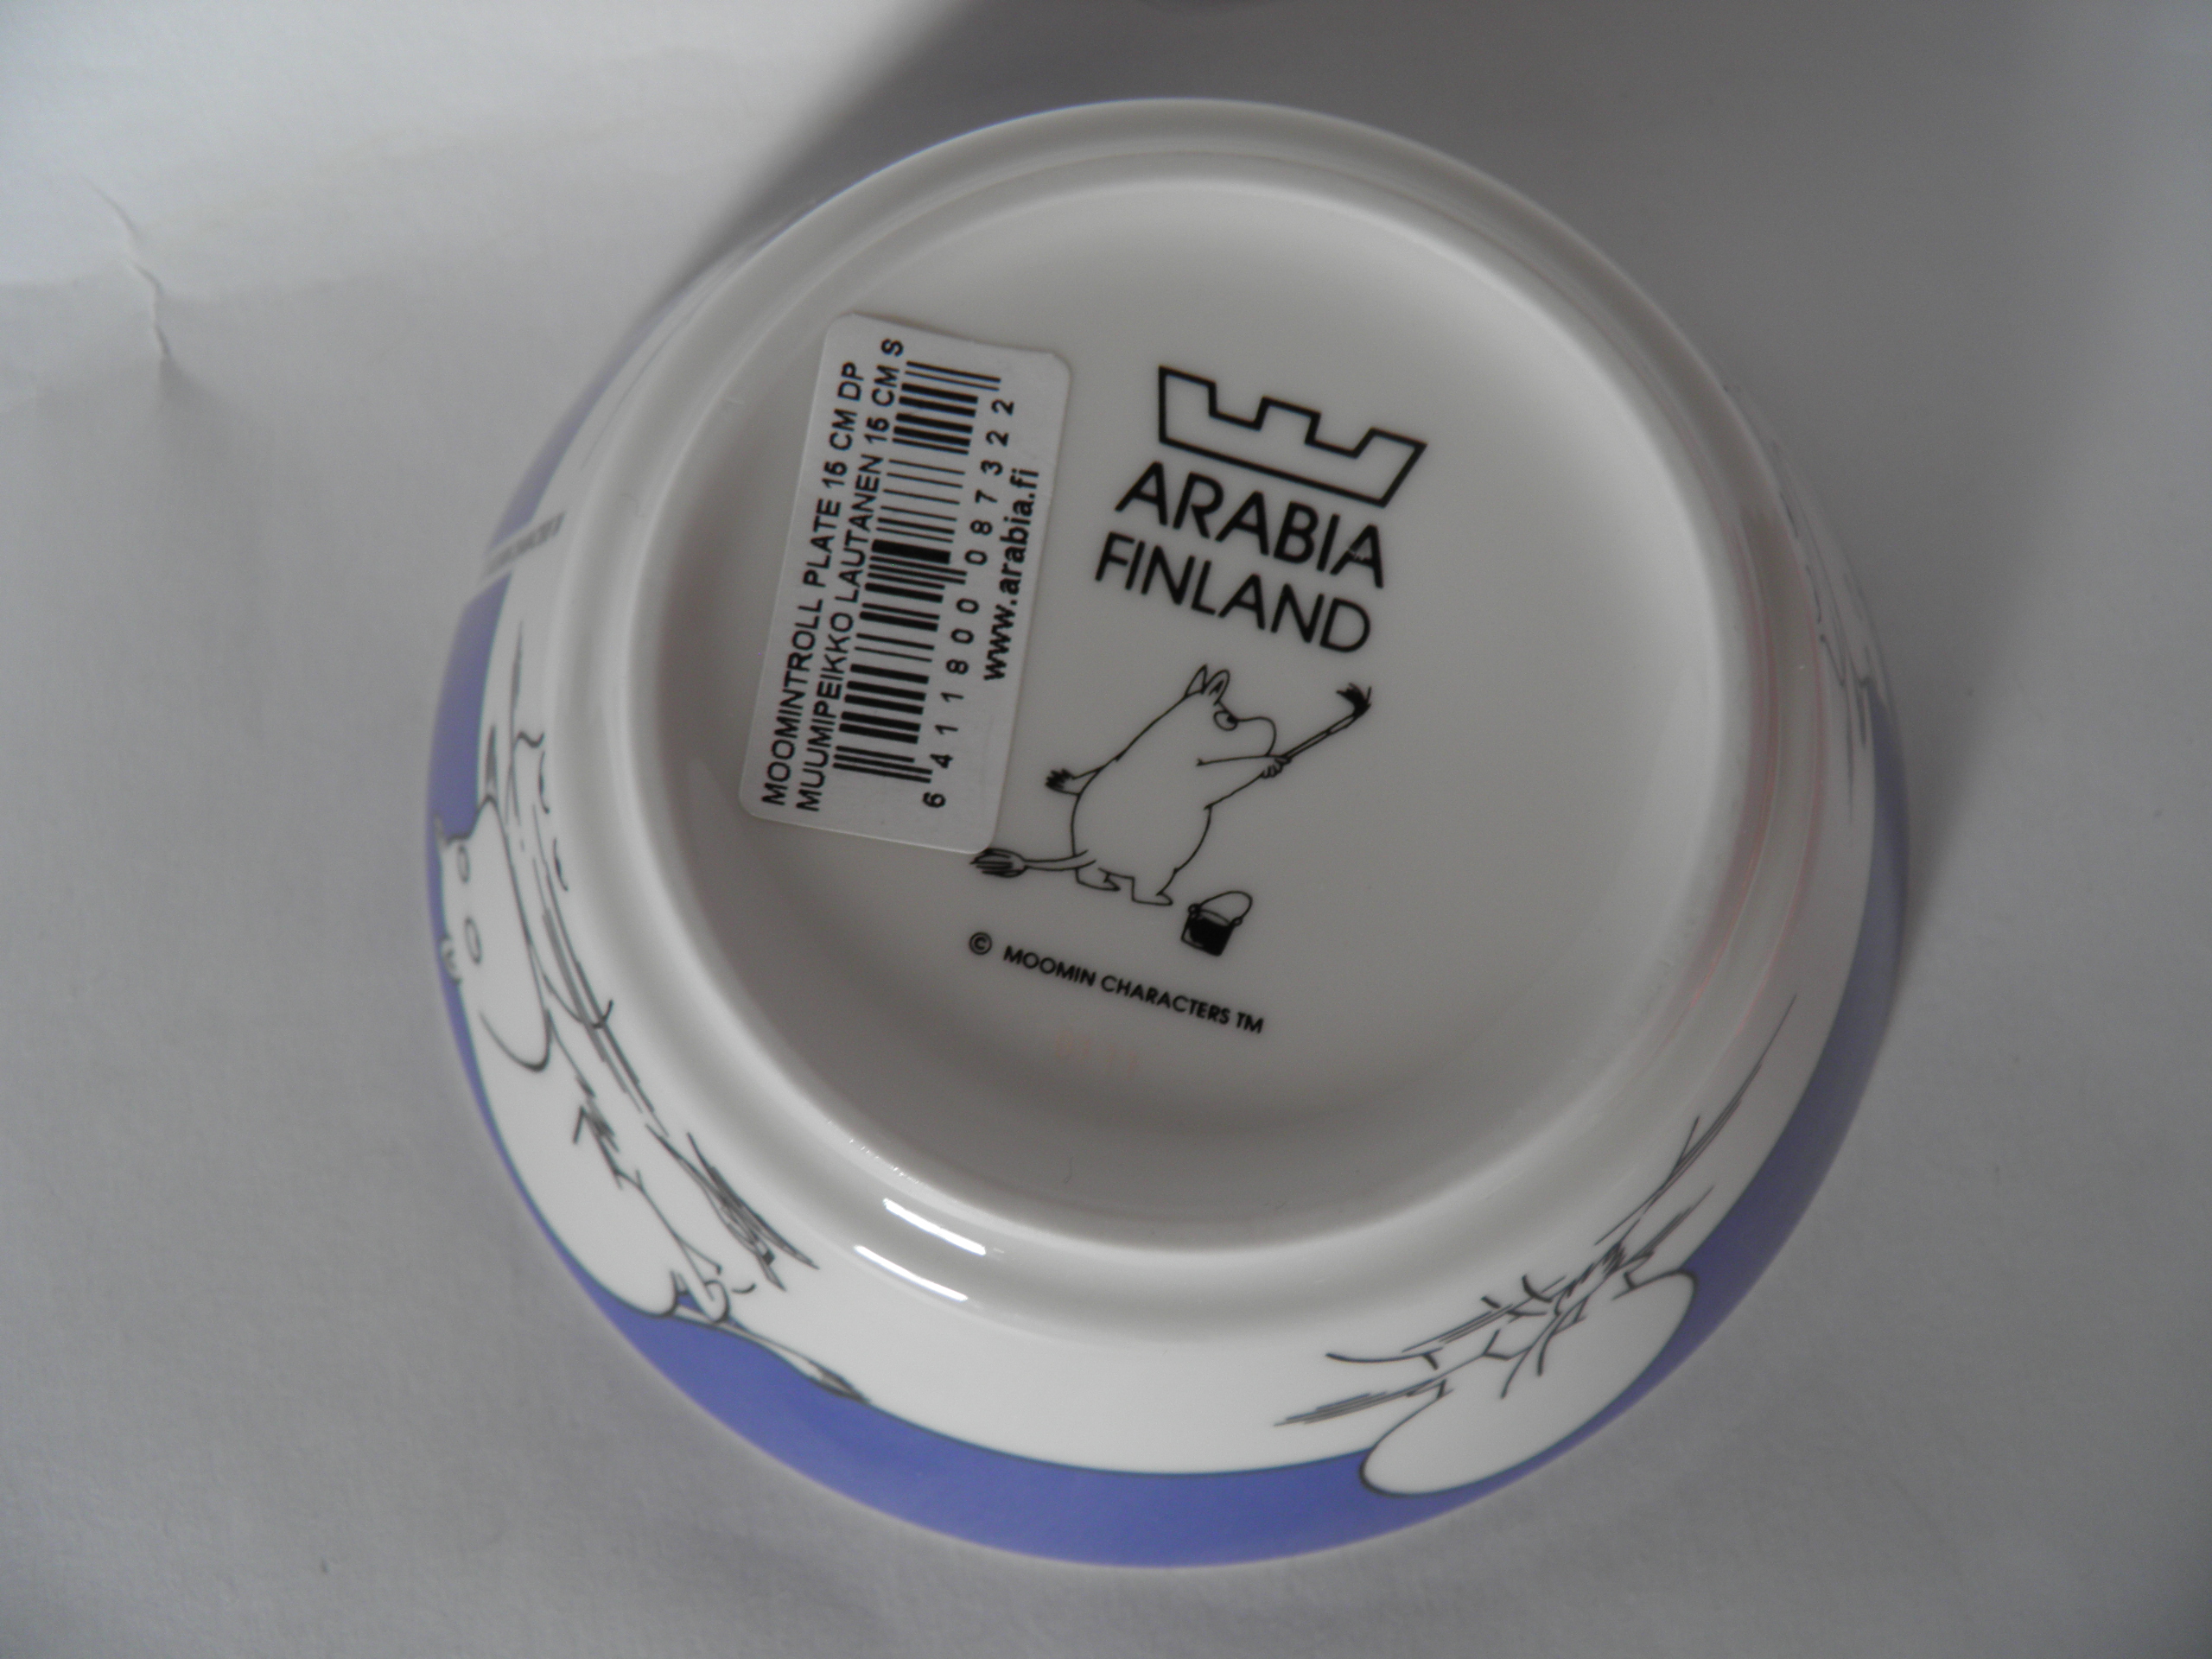 MOOMINTROLL PLATE 15 CM DP
MUUMIPEIKKO LAUTANEN 15 CM S
6 411800 087322
www.arabia.fi
ARABIA
FINLAND
© MOOMIN CHARACTERS TM